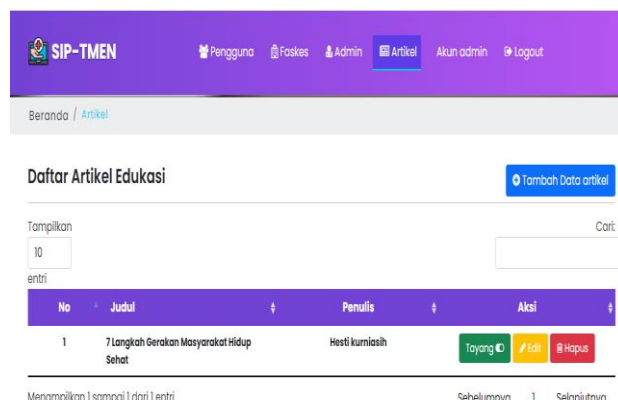 SIP-TMEN Pengguna Faskes Admin Artikel Akun admin Logout
Beranda / Artikel
Daftar Artikel Edukasi Tambah Data artikel
Tampilkan Cari:
10
entri
No Judul Penulis Aksi
1 7 Langkah Gerakan Masyarakat Hidup Hesti kurniasih Tayang Edit Hapus
Sehat
Menampilkan 1 sampai 1 dari 1 entri Sebelumnya 1 Selanjutnya